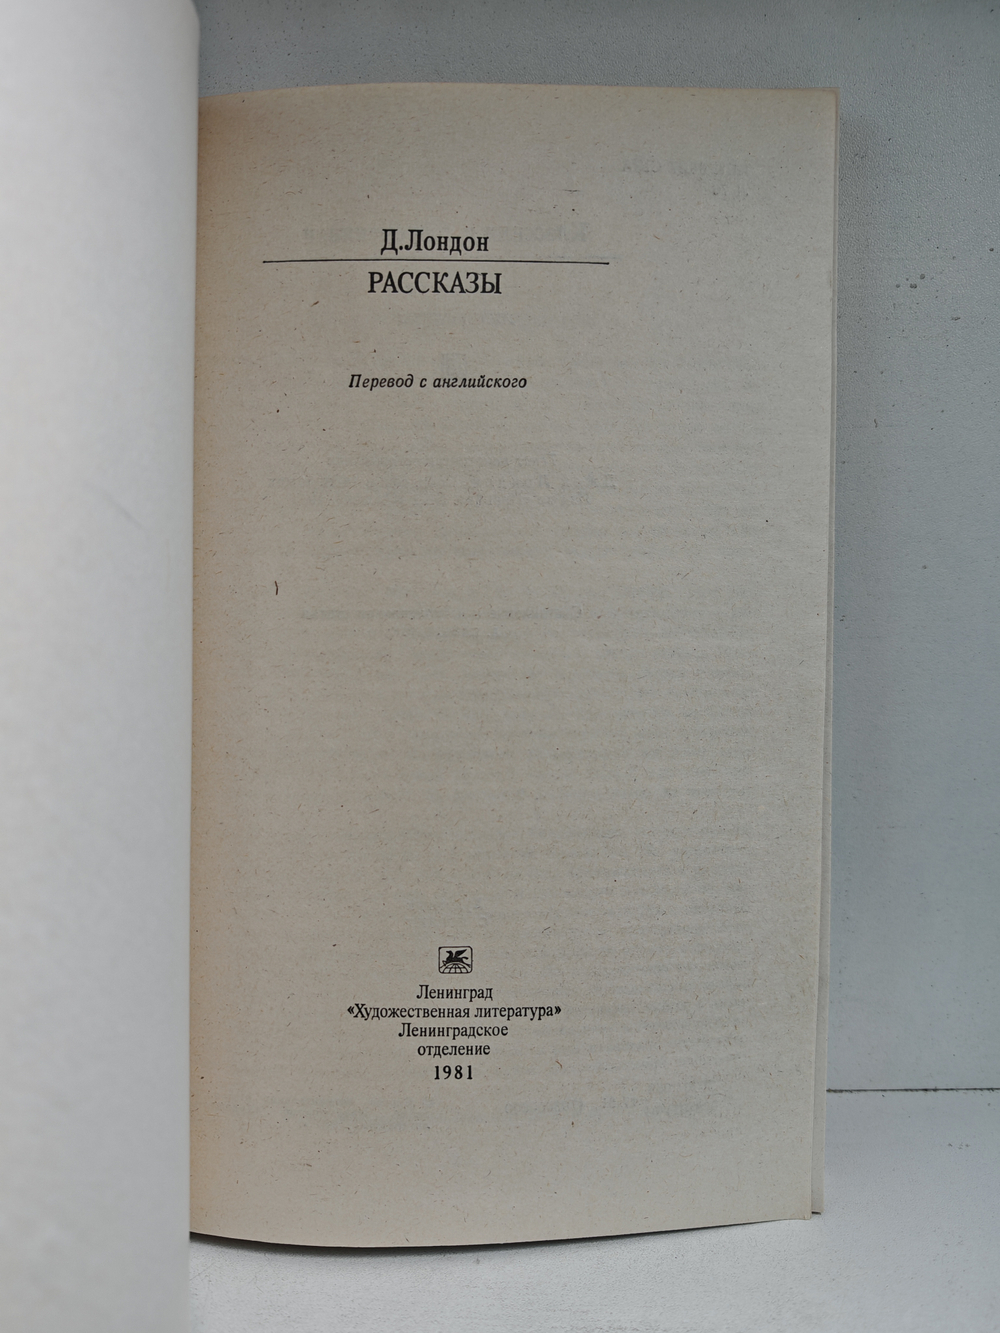 Д.Лондон
РАССКАЗЫ
Перевод с английского
Ленинград
«Художественная литература»
Ленинградское
отделение
1981